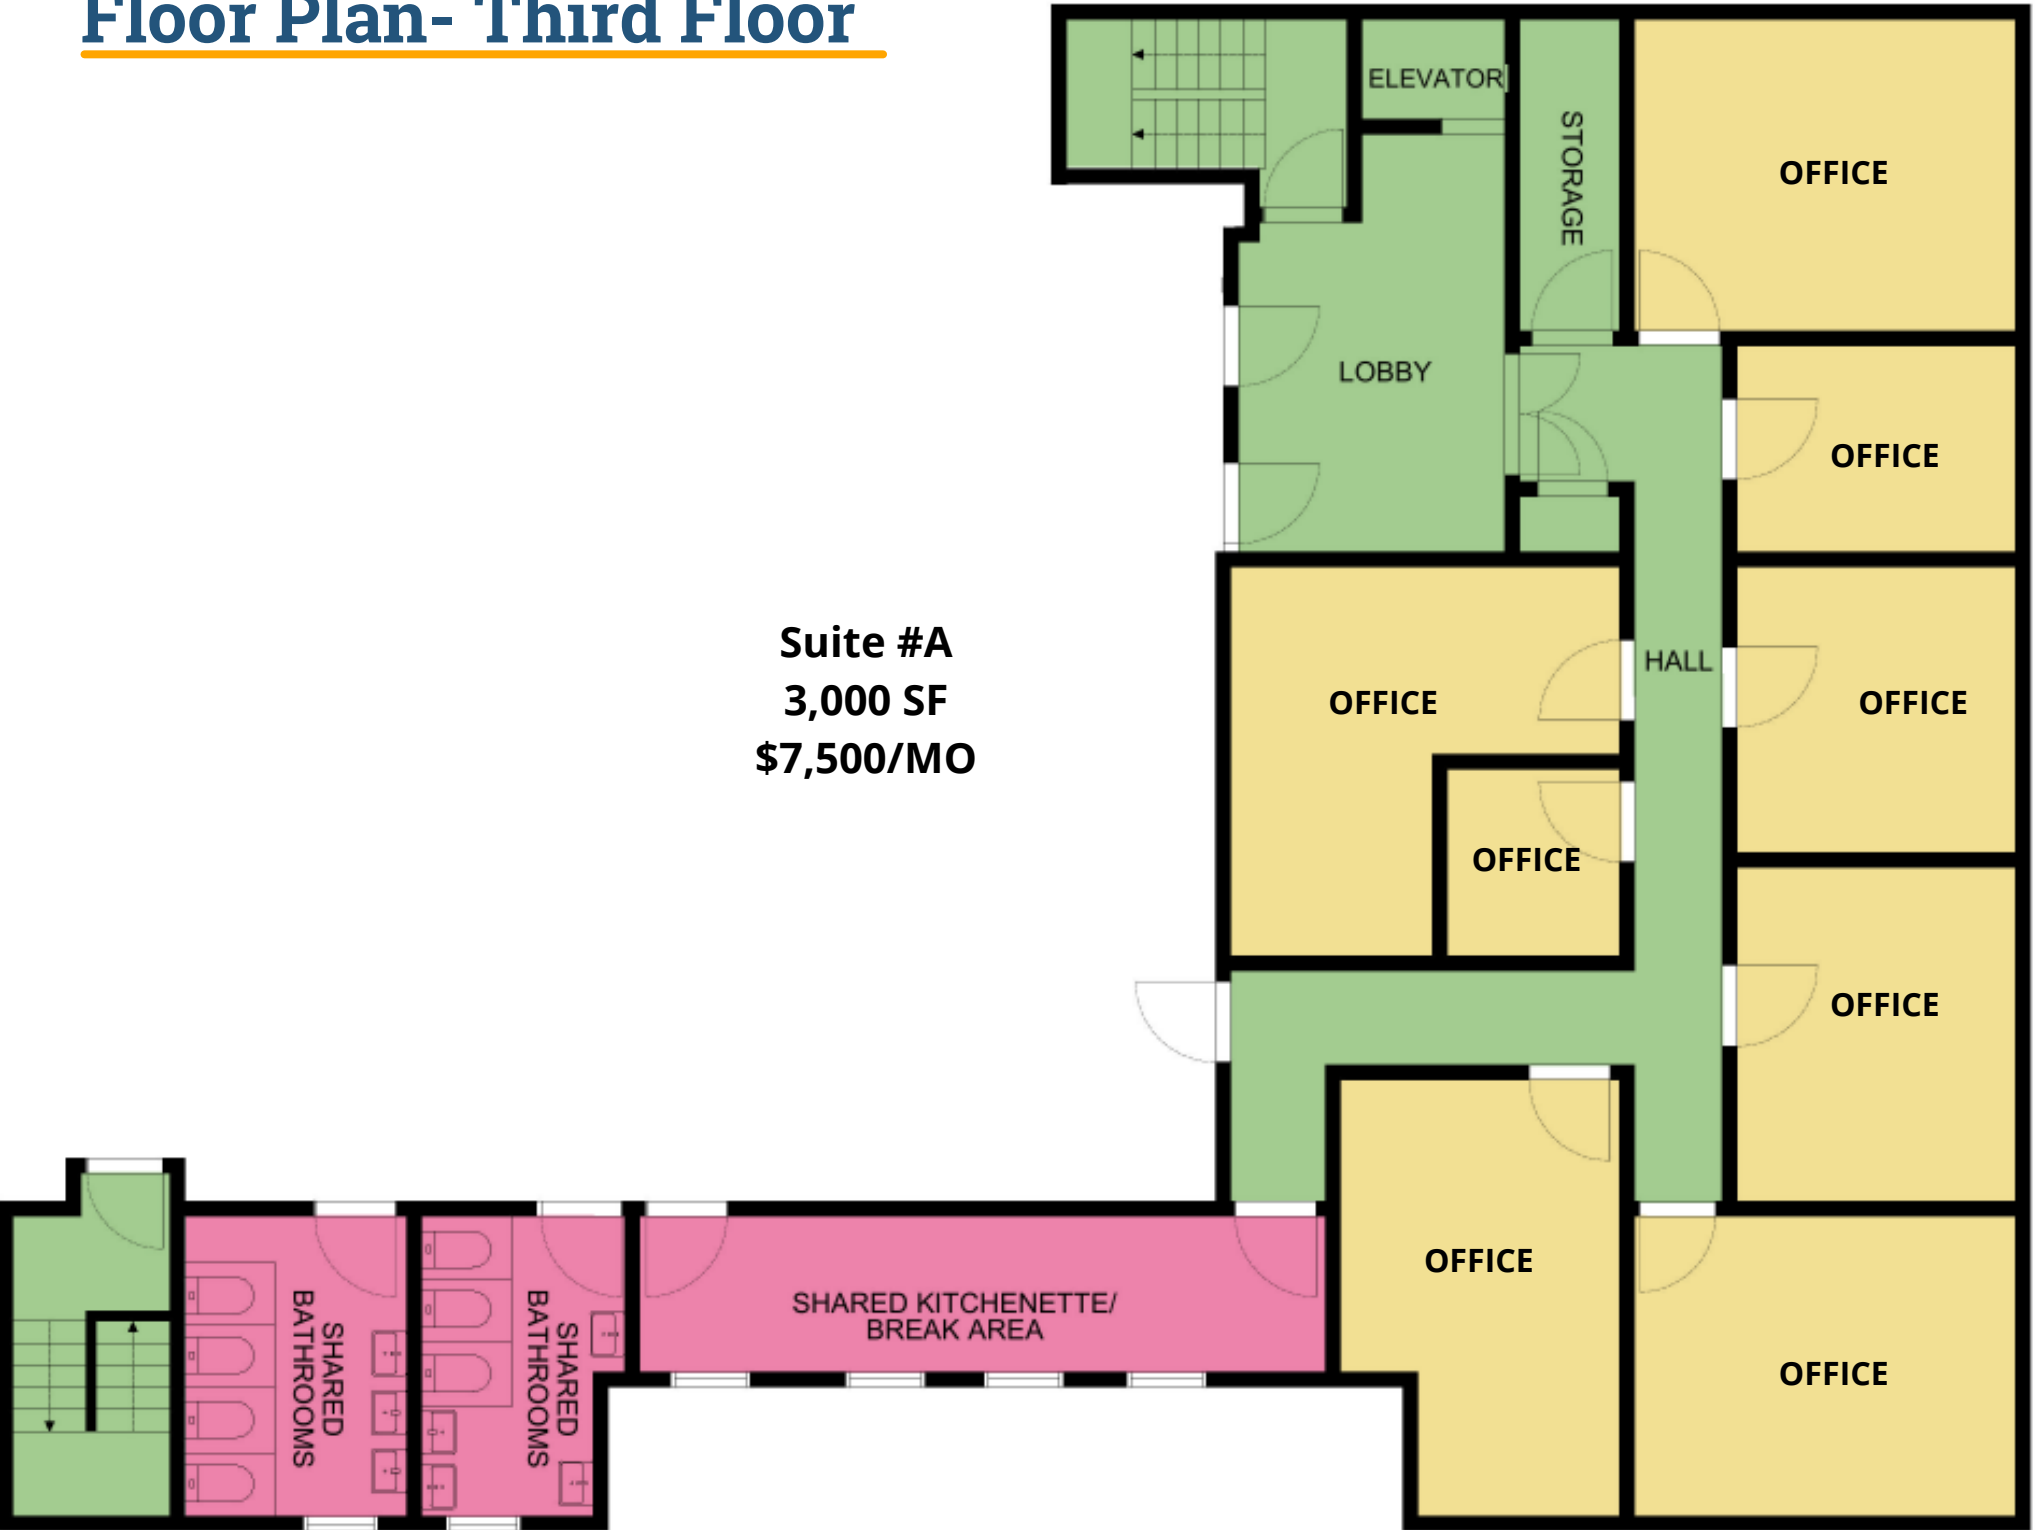 Floor Plan- Third Floor
ELEVATOR
STORAGE
OFFICE
LOBBY
OFFICE
Suite #A
3,000 SF
$7,500/MO
HALL
OFFICE
OFFICE
OFFICE
OFFICE
OFFICE
SHARED KITCHENETTE/
BREAK AREA
SHARED
BATHROOMS
SHARED
BATHROOMS
OFFICE